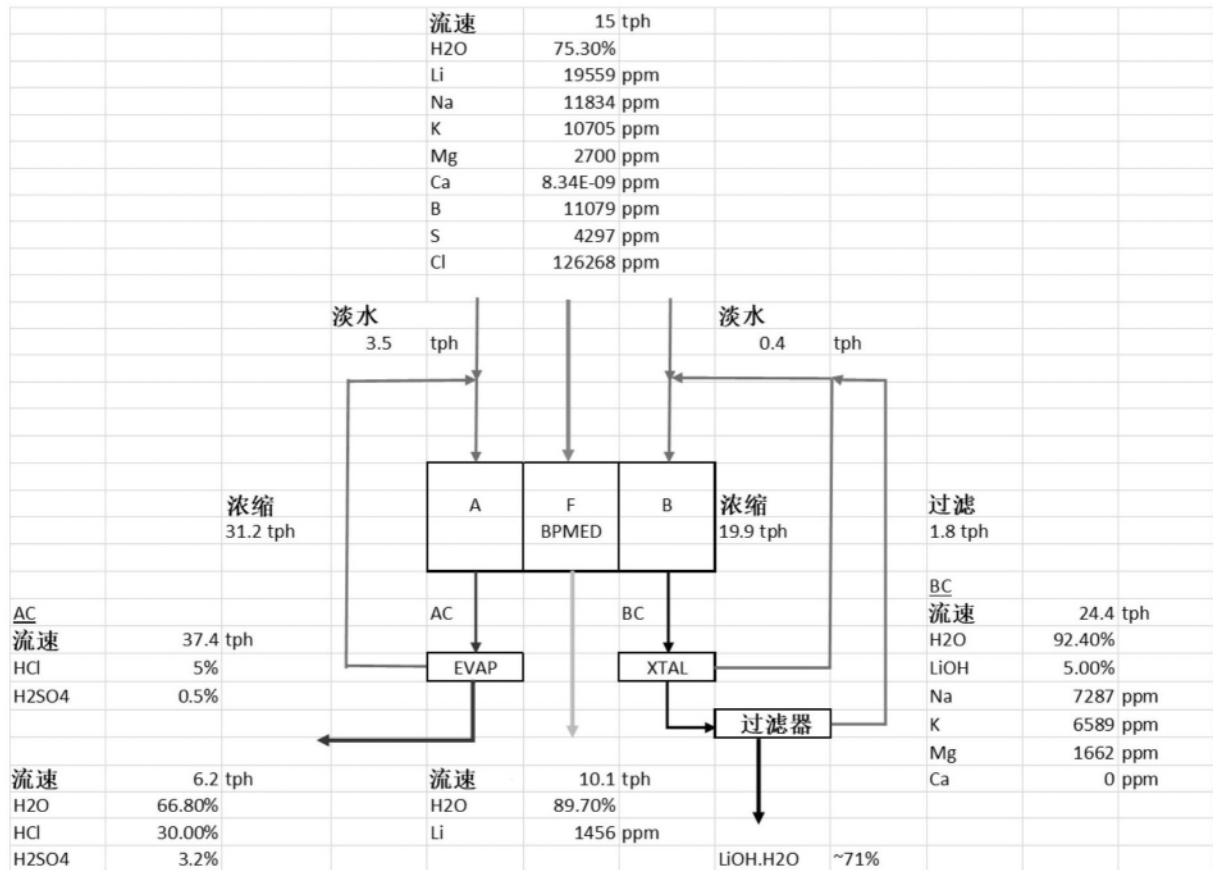 流速 15 tph
H2O 75.30%
Li 19559 ppm
Na 11834 ppm
K 10705 ppm
Mg 2700 ppm
Ca 8.34E-09 ppm
B 11079 ppm
S 4297 ppm
Cl 126268 ppm
淡水 淡水
3.5 tph 0.4 tph
浓缩 A F B 浓缩 过滤
31.2 tph BPMED 19.9 tph 1.8 tph
BC
AC AC BC 流速 24.4 tph
流速 37.4 tph H2O 92.40%
HCl 5% EVAP XTAL LiOH 5.00%
H2SO4 0.5% Na 7287 ppm
过滤器 K 6589 ppm
Mg 1662 ppm
流速 6.2 tph 流速 10.1 tph Ca 0 ppm
H2O 66.80% H2O 89.70%
HCl 30.00% Li 1456 ppm
H2SO4 3.2% LiOH.H2O ~71%